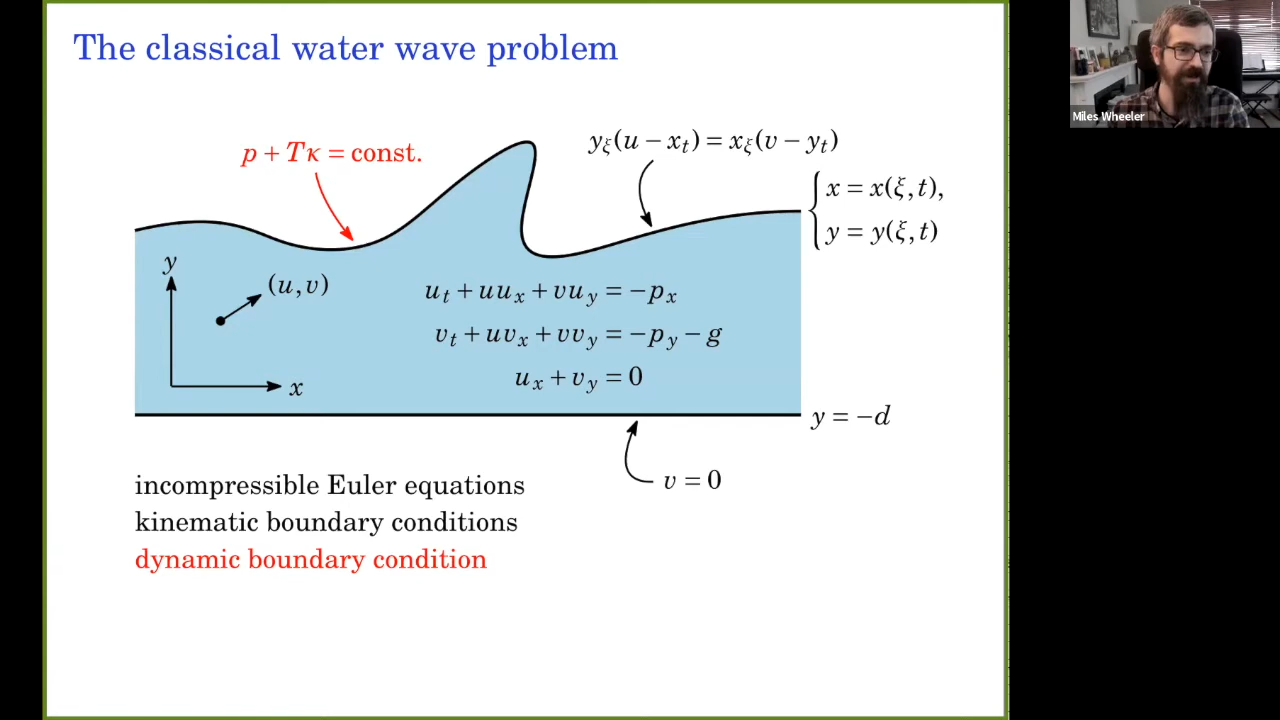 The classical water wave problem
Miles Wheeler
p + Tκ = const.
y_ξ(u − x_t) = x_ξ(v − y_t)
x = x(ξ, t),
y = y(ξ, t)
y
(u, v)
u_t + uu_x + vu_y = −p_x
v_t + uv_x + vv_y = −p_y − g
u_x + v_y = 0
x
y = −d
v = 0
incompressible Euler equations
kinematic boundary conditions
dynamic boundary condition